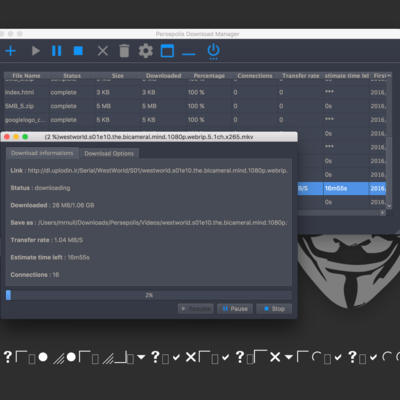 Persepolis Download Manager
File Name Status Size Downloaded Percentage Connections Transfer rate estimate time lef First
index.html complete 3 KB 3 KB 100 % 0 0 *** 2016,
5MB_5.zip complete 5 MB 5 MB 100 % 0 0 0s 2016,
googlelogo_c... complete 3 KB 3 KB 100 % 0 0 *** 2016,
0s 2016,
*** 2016,
(2 %)westworld.s01e10.the.bicameral.mind.1080p.webrip.5.1ch.x265.mkv
0s 2016,
Download Informations Download Options
0s 2016,
Link : http://dl.uplodin.ir/Serial/WestWorld/S01/westworld.s01e10.the.bicameral.mind.1080p.webrip.
Status : downloading
B/S 16m55s 2016,
0s 2016,
Downloaded : 26 MB/1.06 GB
Save as : /Users/mrnull/Downloads/Persepolis/Videos/westworld.s01e10.the.bicameral.mind.1080p.
Transfer rate : 1.04 MB/S
Estimate time left : 16m55s
Connections : 16
2%
Resume Pause Stop